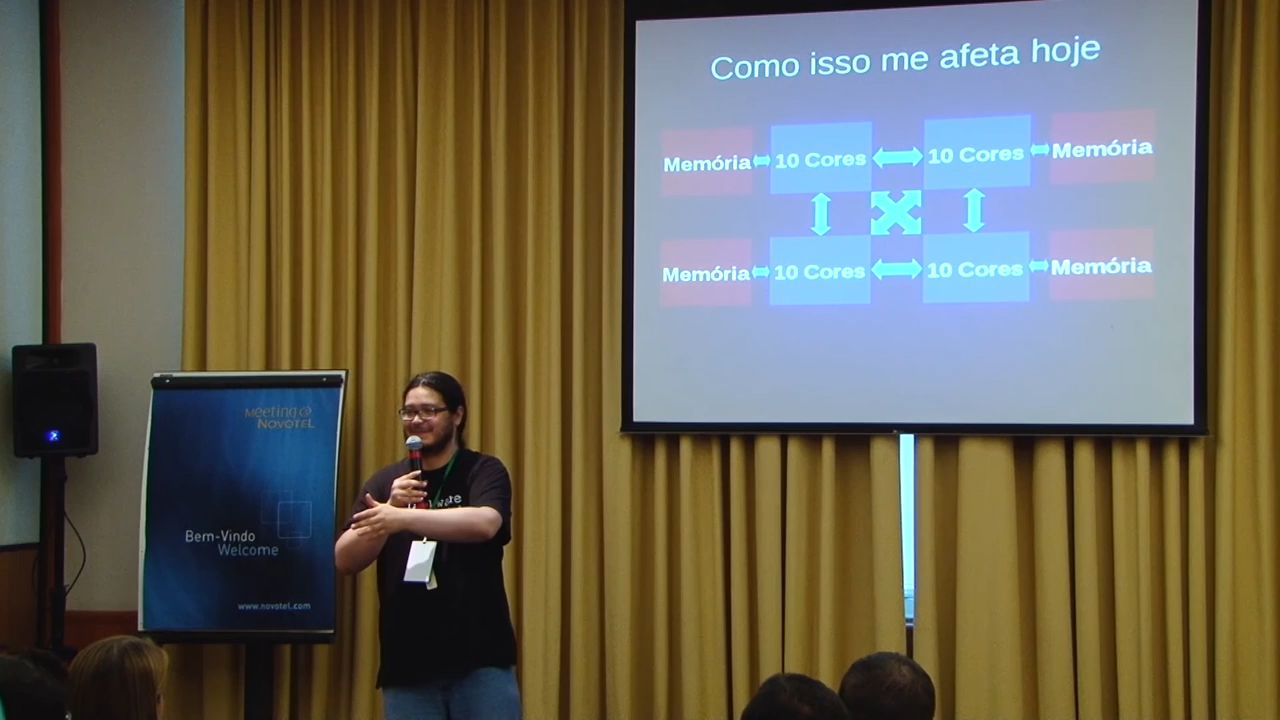 Como isso me afeta hoje
Memória 10 Cores 10 Cores Memória
Memória 10 Cores 10 Cores Memória
Meeting@
NOVOTEL
Bem-Vindo
Welcome
www.novotel.com